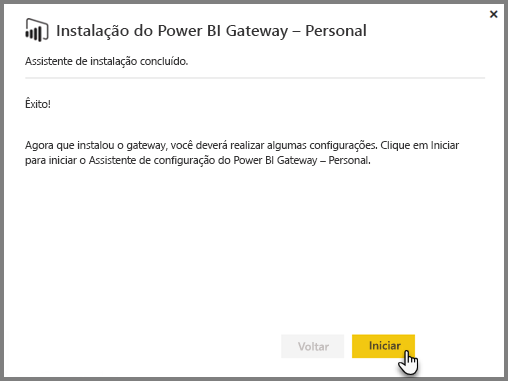 Instalação do Power BI Gateway – Personal
Assistente de instalação concluído.
Êxito!
Agora que instalou o gateway, você deverá realizar algumas configurações. Clique em Iniciar
para iniciar o Assistente de configuração do Power BI Gateway – Personal.
Voltar
Iniciar